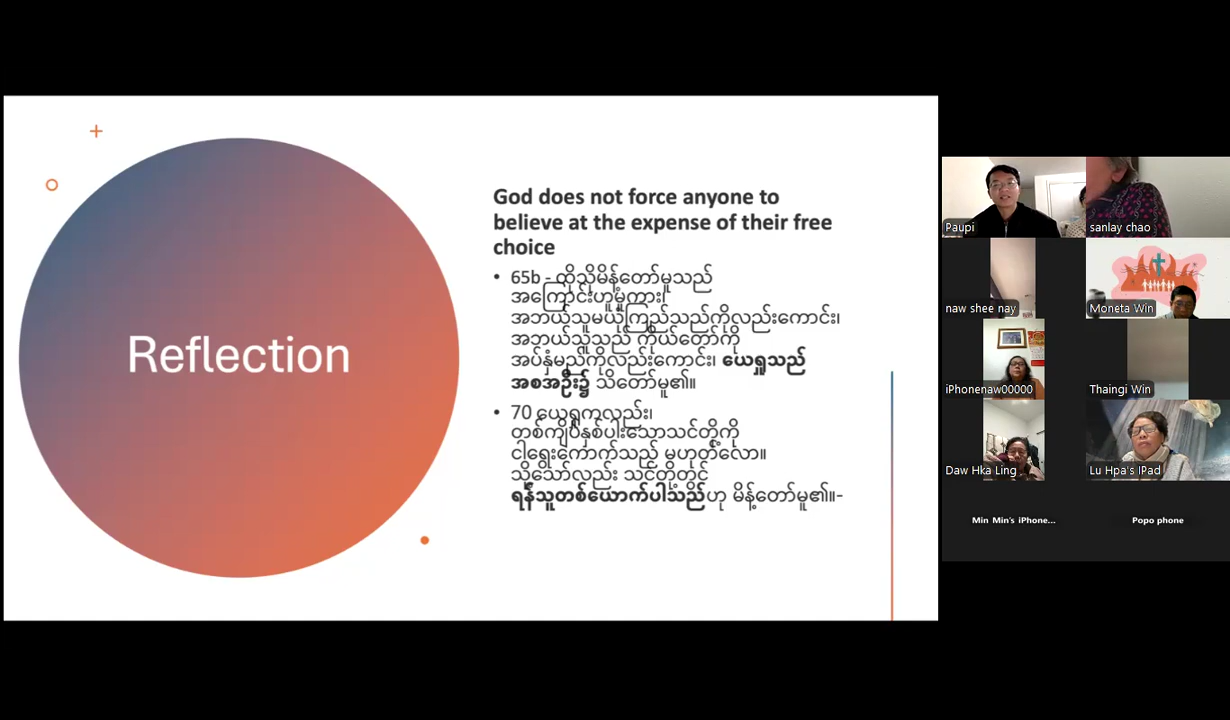 Reflection
God does not force anyone to
believe at the expense of their free
choice
• 65b - ထိုသို့မိန့်တော်မူသည်
အကြောင်းဟူမူကား၊
အဘယ်သူမယုံကြည်သည်ကိုလည်းကောင်း၊
အဘယ်သူသည် ကိုယ်တော်ကို
အပ်နှံမည်ကိုလည်းကောင်း၊ ယေရှုသည်
အစအဦး၌ သိတော်မူ၏။
• 70 ယေရှုကလည်း၊
တစ်ကျိပ်နှစ်ပါးသောသင်တို့ကို
ငါရွေးကောက်သည် မဟုတ်လော။
သို့သော်လည်း သင်တို့တွင်
ရန်သူတစ်ယောက်ပါသည်ဟု မိန့်တော်မူ၏။-
Paupi
sanlay chao
naw shee nay
Moneta Win
iPhonenaw00000
Thaingi Win
Daw Hka Ling
Lu Hpa's IPad
Min Min's iPhone...
Popo phone